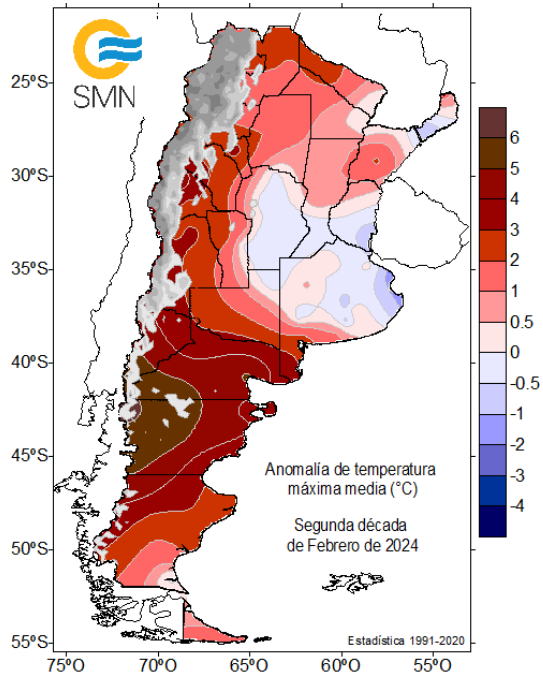 SMN
25ºS
30ºS
35ºS
40ºS
45ºS
50ºS
55ºS
75ºO
70ºO
65ºO
60ºO
55ºO
6
5
4
3
2
1
0.5
0
-0.5
-1
-2
-3
-4
Anomalía de temperatura
máxima media (°C)
Segunda década
de Febrero de 2024
Estadística 1991-2020